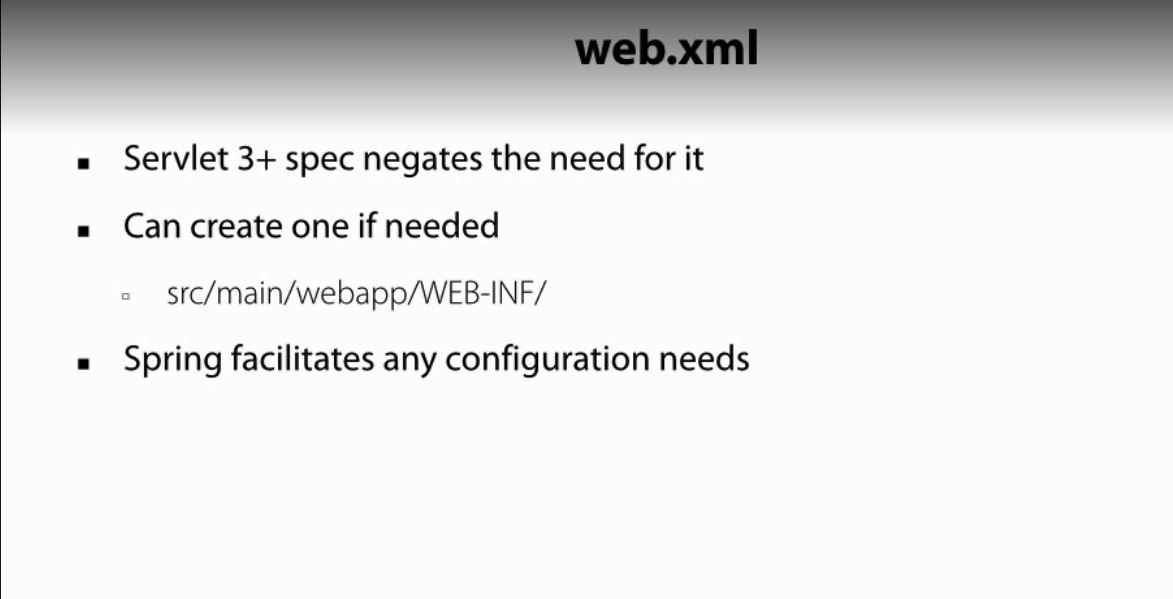 web.xml
Servlet 3+ spec negates the need for it
Can create one if needed
src/main/webapp/WEB-INF/
Spring facilitates any configuration needs